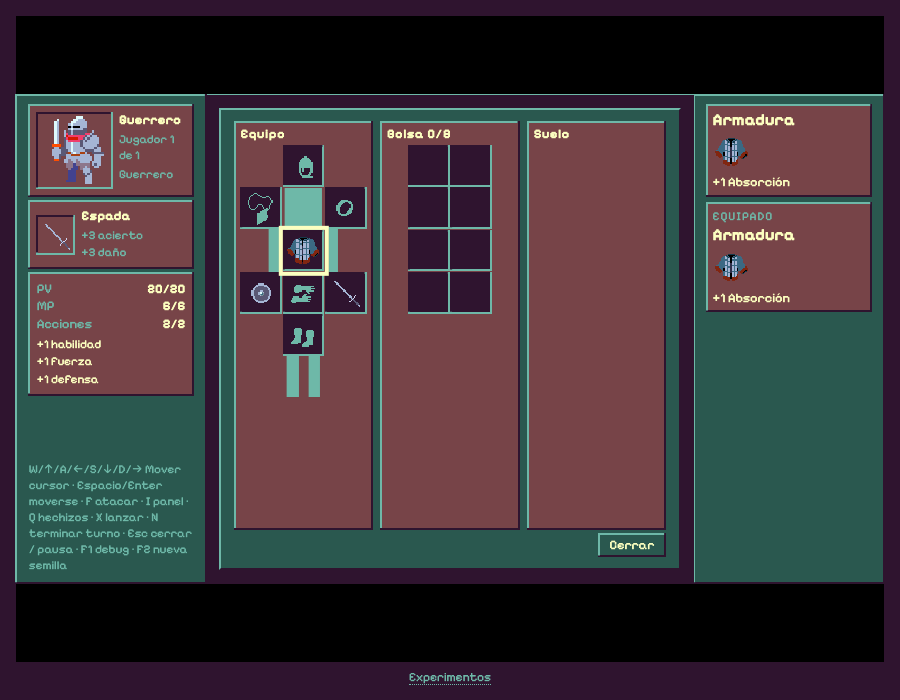 Guerrero
Jugador 1
de 1
Guerrero
Espada
+3 acierto
+3 daño
PV 80/80
MP 6/6
Acciones 8/8
+1 habilidad
+1 fuerza
+1 defensa
W/↑/A/←/S/↓/D/→ Mover
cursor · Espacio/Enter
moverse · F atacar · I panel ·
Q hechizos · X lanzar · N
terminar turno · Esc cerrar
/ pausa · F1 debug · F2 nueva
semilla
Equipo
Bolsa 0/8
Suelo
Cerrar
Armadura
+1 Absorción
EQUIPADO
Armadura
+1 Absorción
Experimentos